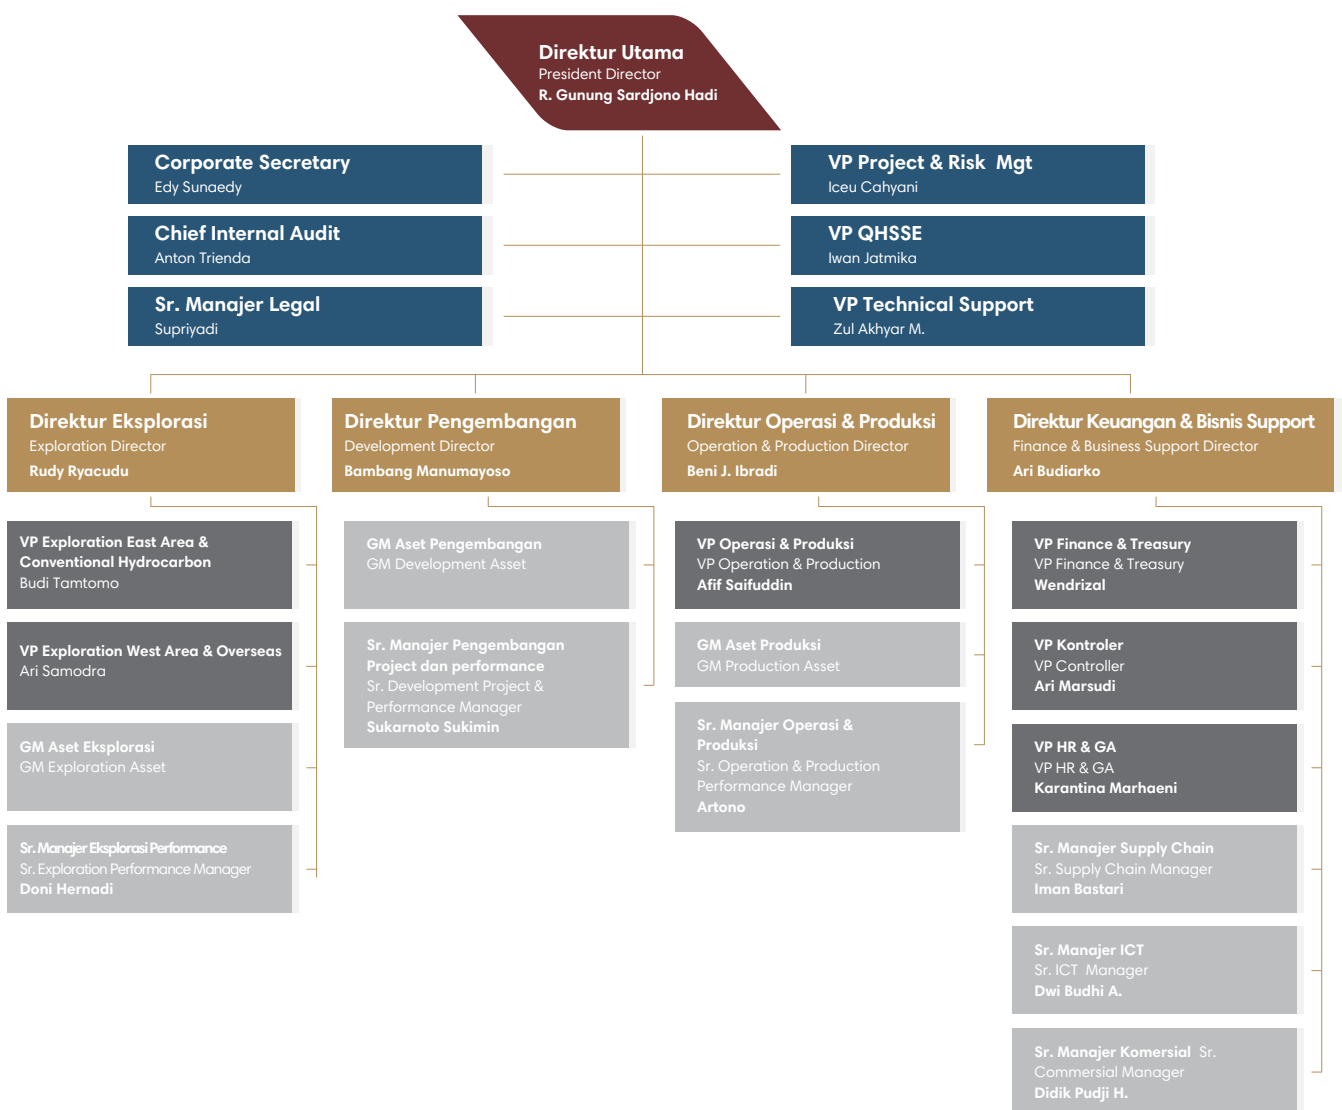 Direktur Utama
President Director
R. Gunung Sardjono Hadi
Corporate Secretary
Edy Sunaedy
VP Project & Risk Mgt
Iceu Cahyani
Chief Internal Audit
Anton Trienda
VP QHSSE
Iwan Jatmika
Sr. Manajer Legal
Supriyadi
VP Technical Support
Zul Akhyar M.
Direktur Eksplorasi
Exploration Director
Rudy Ryacudu
Direktur Pengembangan
Development Director
Bambang Manumayoso
Direktur Operasi & Produksi
Operation & Production Director
Beni J. Ibradi
Direktur Keuangan & Bisnis Support
Finance & Business Support Director
Ari Budiarko
VP Exploration East Area &
Conventional Hydrocarbon
Budi Tamtomo
VP Exploration West Area & Overseas
Ari Samodra
GM Aset Eksplorasi
GM Exploration Asset
Sr. Manajer Eksplorasi Performance
Sr. Exploration Performance Manager
Doni Hernadi
GM Aset Pengembangan
GM Development Asset
Sr. Manajer Pengembangan
Project dan performance
Sr. Development Project &
Performance Manager
Sukarnoto Sukimin
VP Operasi & Produksi
VP Operation & Production
Afif Saifuddin
GM Aset Produksi
GM Production Asset
Sr. Manajer Operasi &
Produksi
Sr. Operation & Production
Performance Manager
Artono
VP Finance & Treasury
VP Finance & Treasury
Wendrizal
VP Kontroler
VP Controller
Ari Marsudi
VP HR & GA
VP HR & GA
Karantina Marhaeni
Sr. Manajer Supply Chain
Sr. Supply Chain Manager
Iman Bastari
Sr. Manajer ICT
Sr. ICT Manager
Dwi Budhi A.
Sr. Manajer Komersial Sr.
Commersial Manager
Didik Pudji H.